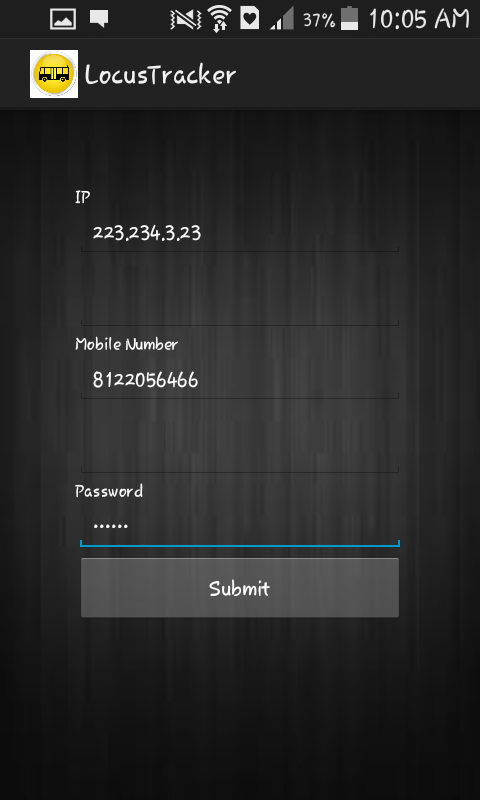 37% 10:05 AM
LocusTracker
IP
223.234.3.23
Mobile Number
8122056466
Password
......
Submit